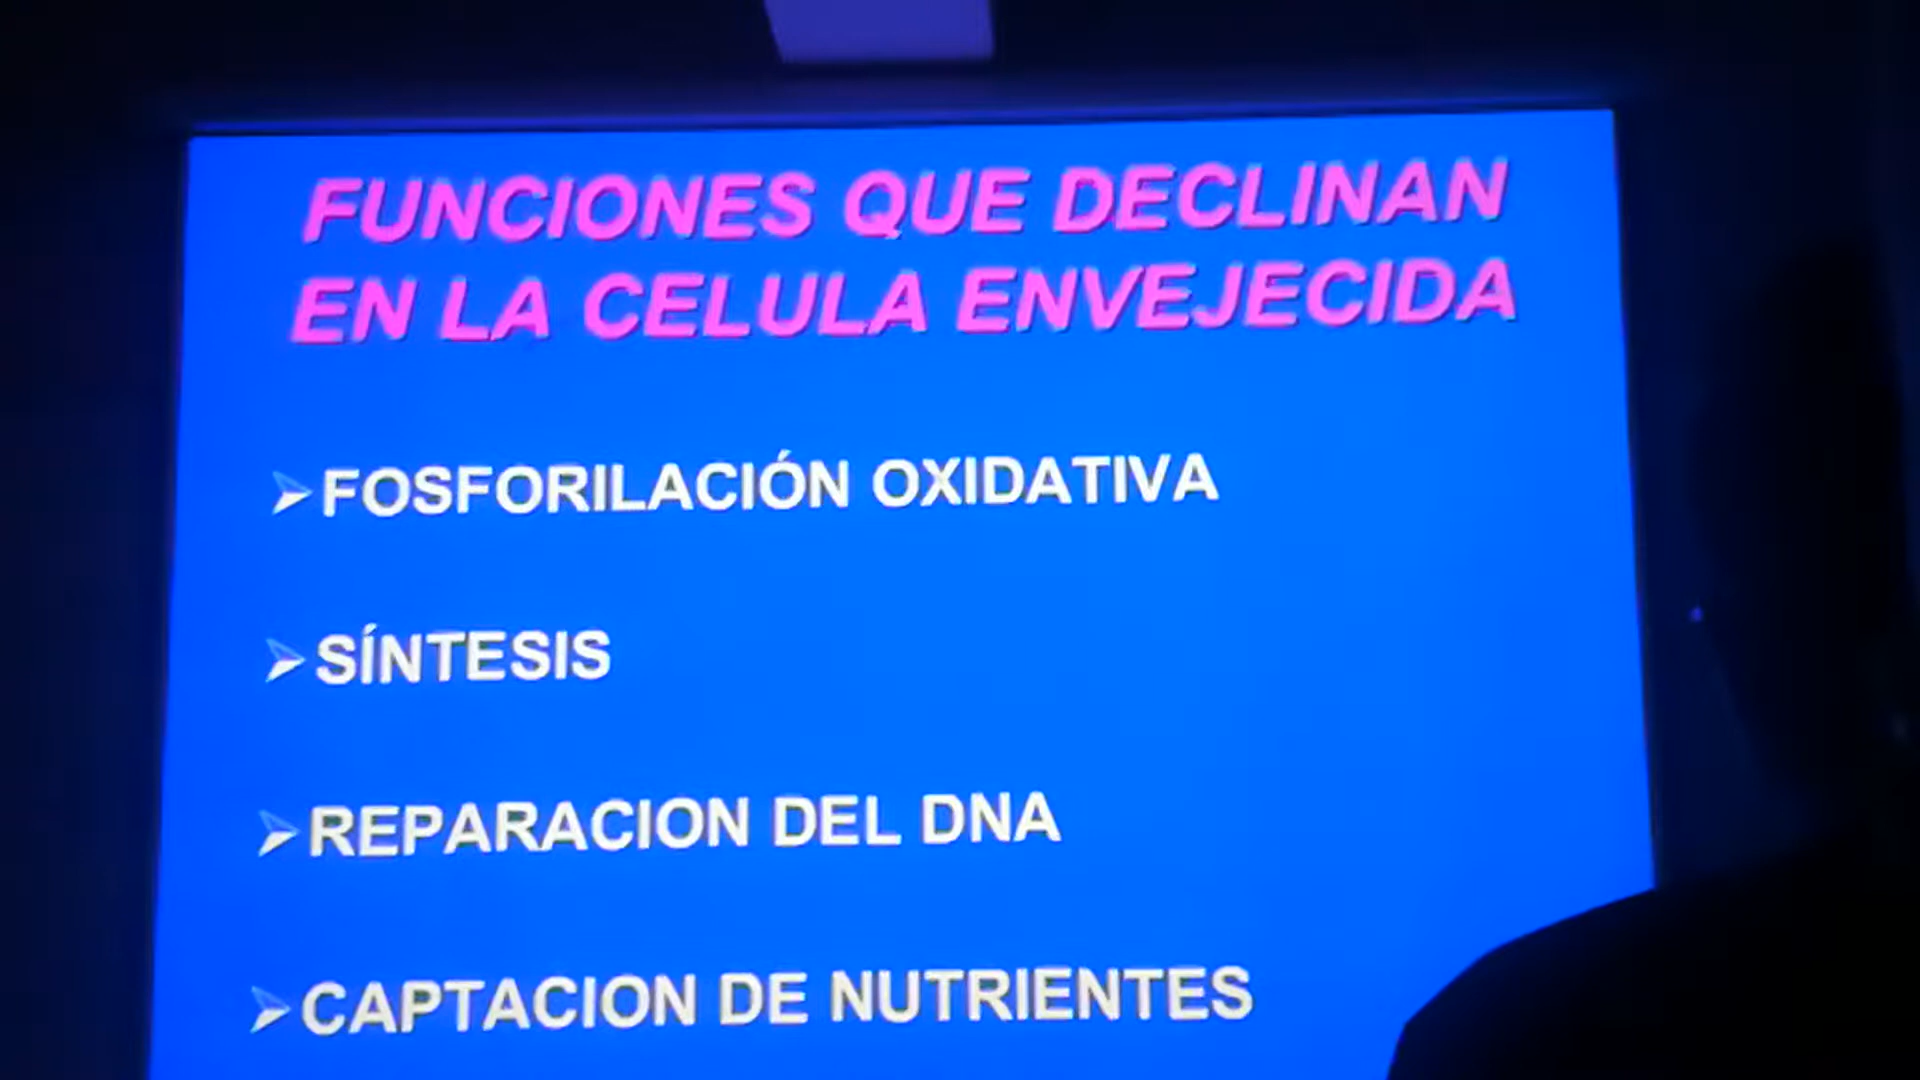 FUNCIONES QUE DECLINAN
EN LA CELULA ENVEJECIDA
FOSFORILACIÓN OXIDATIVA
SÍNTESIS
REPARACION DEL DNA
CAPTACION DE NUTRIENTES